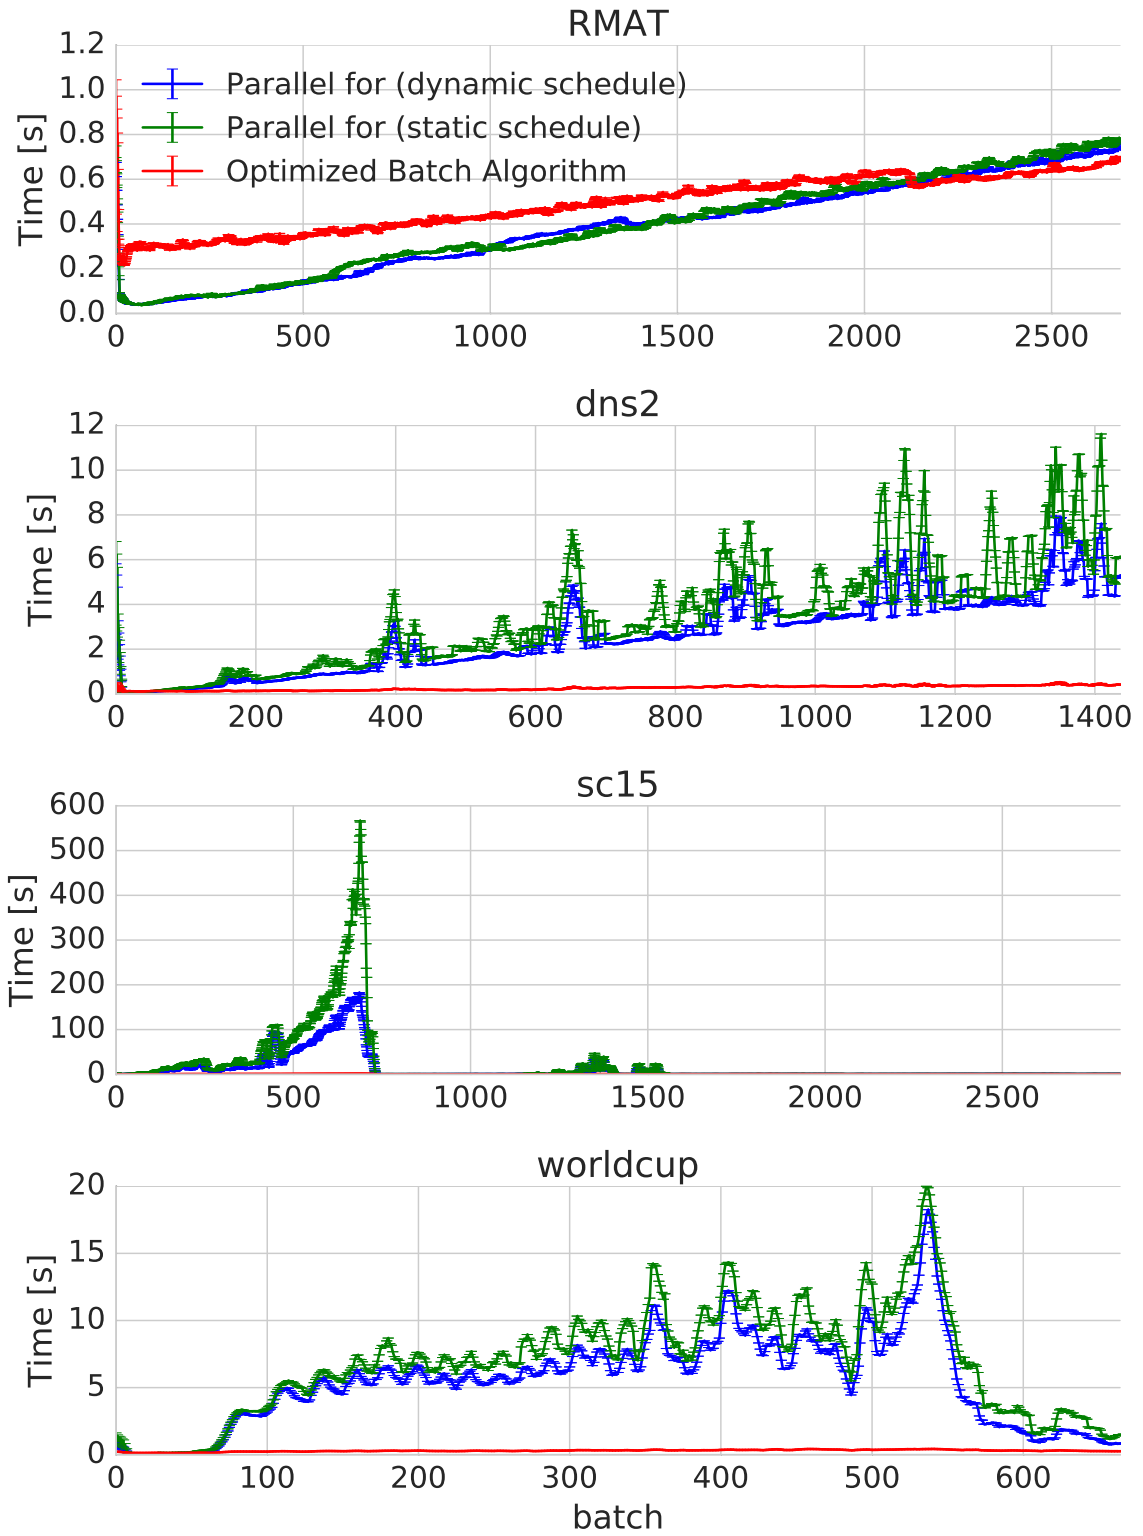 RMAT
Time [s]
1.2
1.0
0.8
0.6
0.4
0.2
0.0
Parallel for (dynamic schedule)
Parallel for (static schedule)
Optimized Batch Algorithm
0 500 1000 1500 2000 2500
dns2
Time [s]
12
10
8
6
4
2
0
0 200 400 600 800 1000 1200 1400
sc15
Time [s]
600
500
400
300
200
100
0
0 500 1000 1500 2000 2500
worldcup
Time [s]
20
15
10
5
0
0 100 200 300 400 500 600
batch